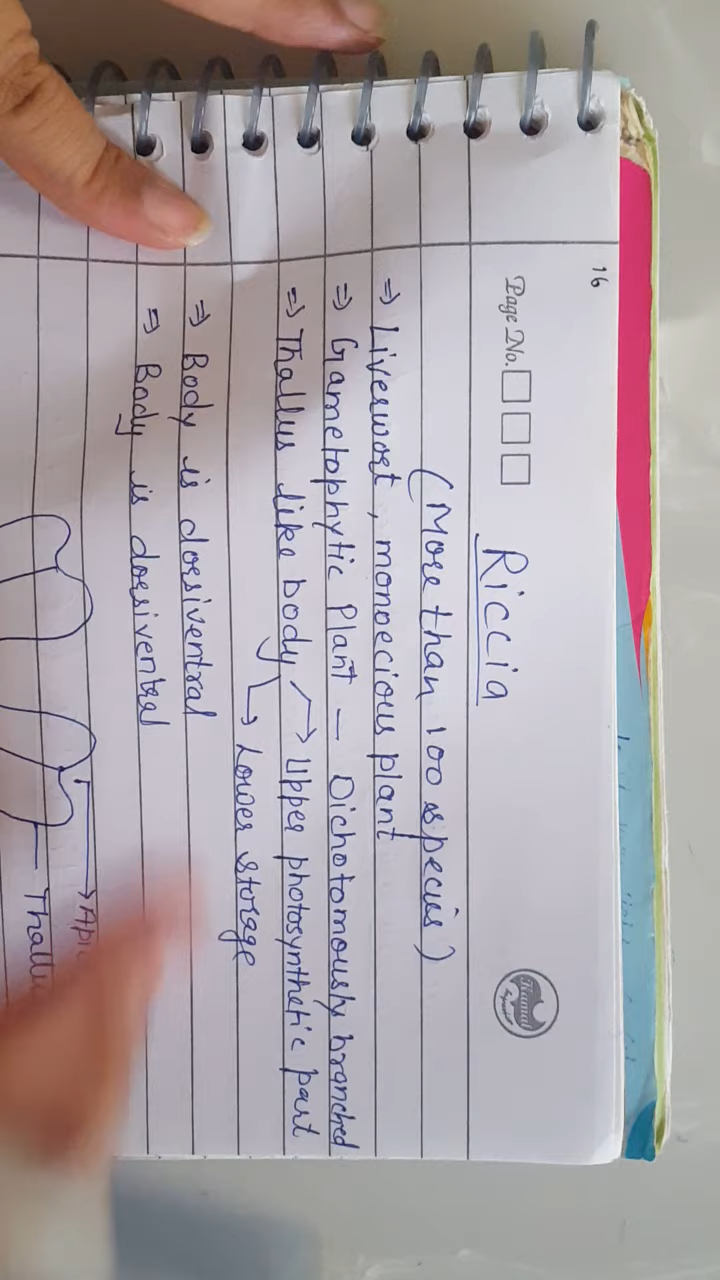 16
Page No.
Riccia
(More than 100 species)
⇒ Liverwort, monoecious plant
⇒ Gametophytic Plant — Dichotomously branched
⇒ Thallus like body → Upper photosynthetic part
↳ Lower storage
⇒ Body is dorsiventral
⇒ Body is dorsiventral